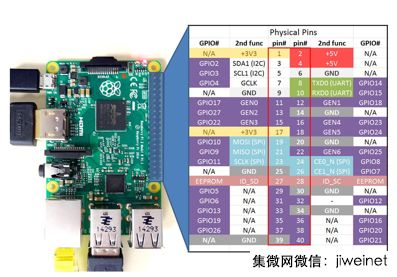 Physical Pins
GPIO# 2nd func pin# pin# 2nd func GPIO#
N/A +3V3 1 2 +5V N/A
GPIO2 SDA1 (I2C) 3 4 +5V N/A
GPIO3 SCL1 (I2C) 5 6 GND N/A
GPIO4 GCLK 7 8 TXD0 (UART) GPIO14
N/A GND 9 10 RXD0 (UART) GPIO15
GPIO17 GEN0 11 12 GEN1 GPIO18
GPIO27 GEN2 13 14 GND N/A
GPIO22 GEN3 15 16 GEN4 GPIO23
N/A +3V3 17 18 GEN5 GPIO24
GPIO10 MOSI (SPI) 19 20 GND N/A
GPIO9 MISO (SPI) 21 22 GEN6 GPIO25
GPIO11 SCLK (SPI) 23 24 CE0_N (SPI) GPIO8
N/A GND 25 26 CE1_N (SPI) GPIO7
EEPROM ID_SD 27 28 ID_SC EEPROM
GPIO5 N/A 29 30 GND N/A
GPIO6 N/A 31 32 - GPIO12
GPIO13 N/A 33 34 GND N/A
GPIO19 N/A 35 36 N/A GPIO16
GPIO26 N/A 37 38 N/A GPIO20
N/A GND 39 40 N/A GPIO21
HDMI
14293
14293
集微网微信：jiweinet